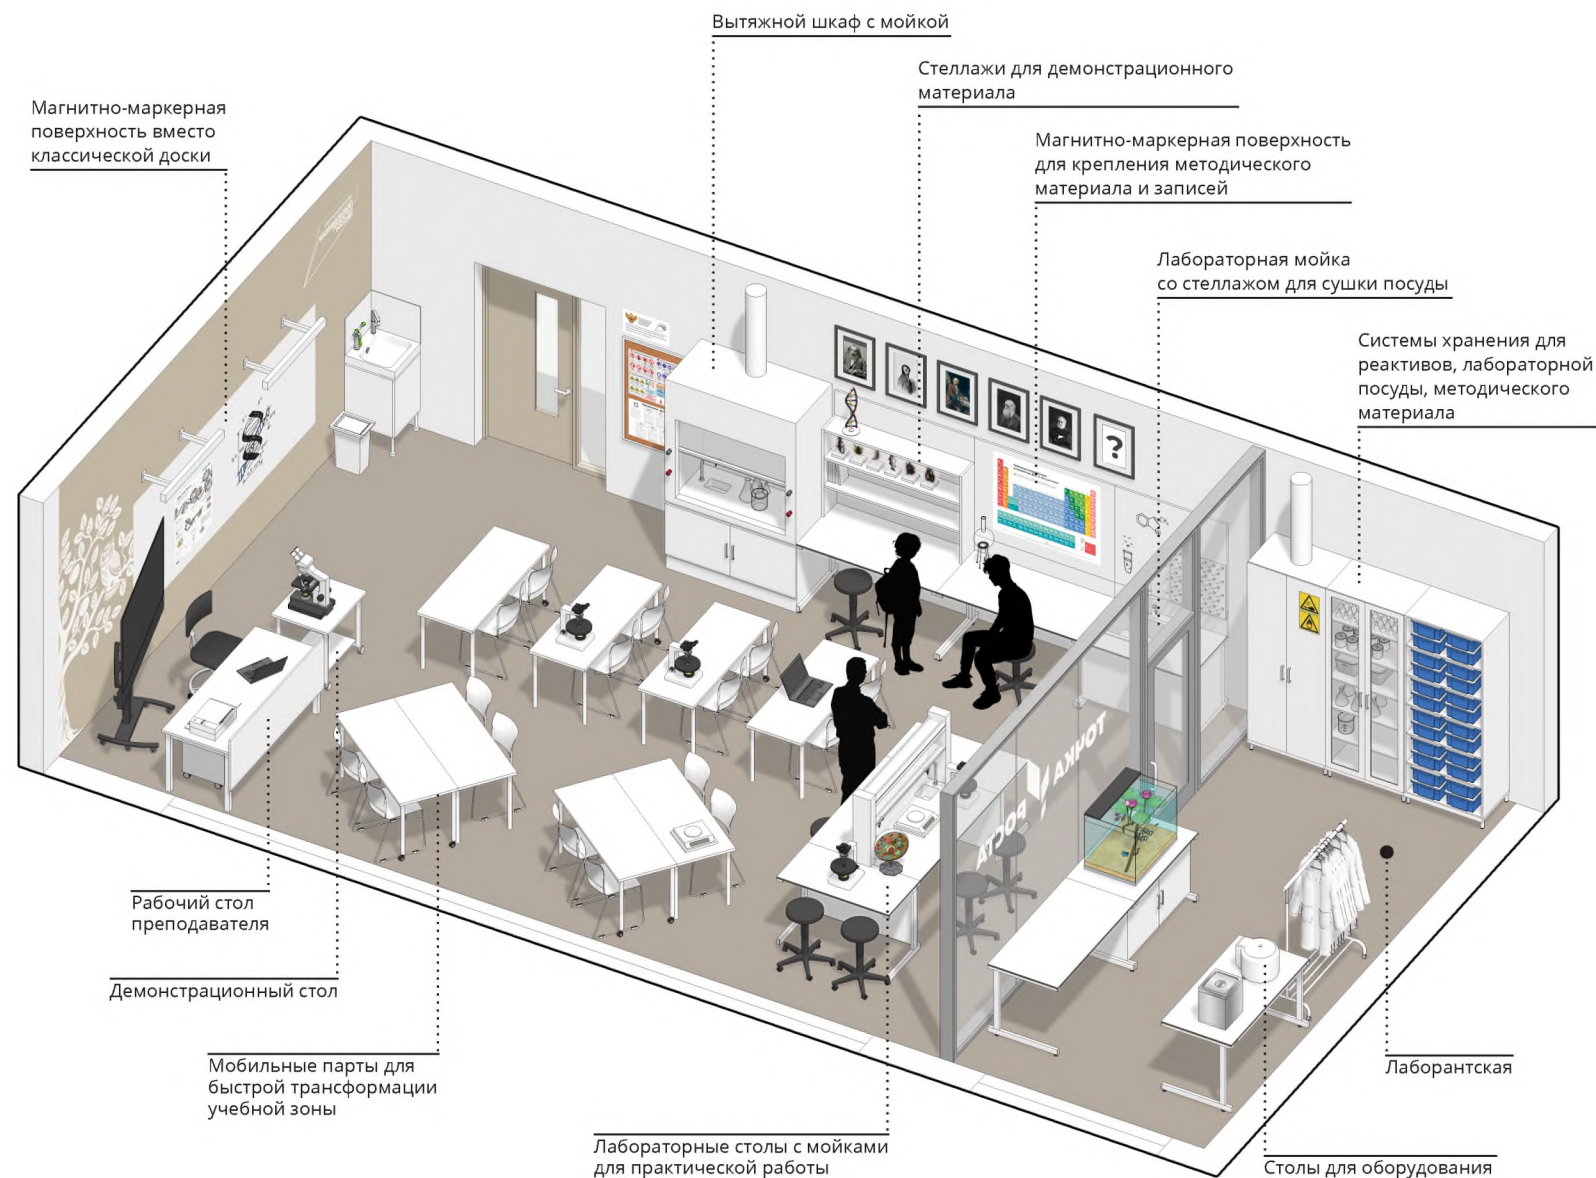 Вытяжной шкаф с мойкой
Стеллажи для демонстрационного
материала
Магнитно-маркерная
поверхность вместо
классической доски
Магнитно-маркерная поверхность
для крепления методического
материала и записей
Лабораторная мойка
со стеллажом для сушки посуды
Системы хранения для
реактивов, лабораторной
посуды, методического
материала
?
ТОЧКА
РОСТА
Рабочий стол
преподавателя
Демонстрационный стол
Мобильные парты для
быстрой трансформации
учебной зоны
Лаборантская
Лабораторные столы с мойками
для практической работы
Столы для оборудования